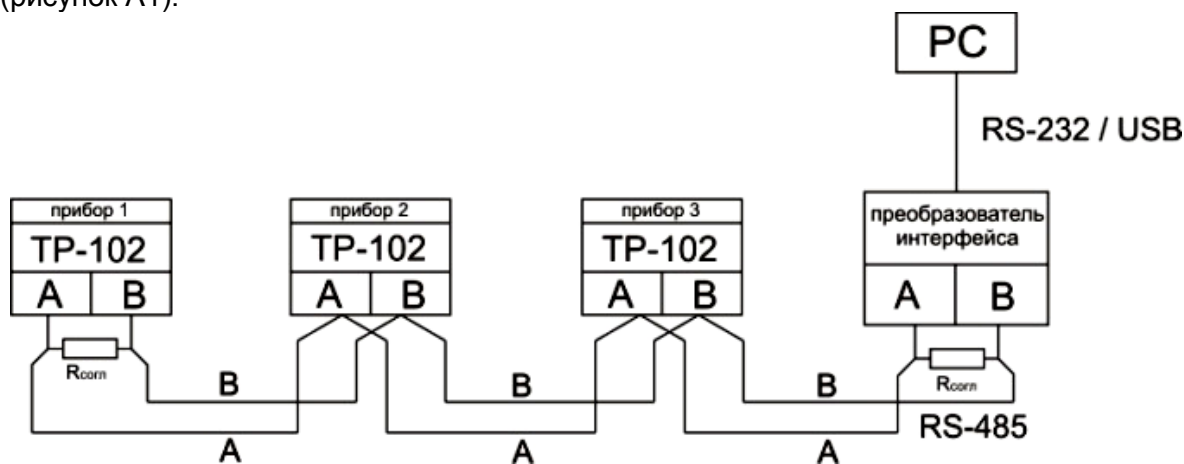 (рисунок А1).
PC
RS-232 / USB
прибор 1
TP-102
A B
Rсогл
прибор 2
TP-102
A B
прибор 3
TP-102
A B
преобразователь
интерфейса
A B
Rсогл
B
B
B
RS-485
A
A
A